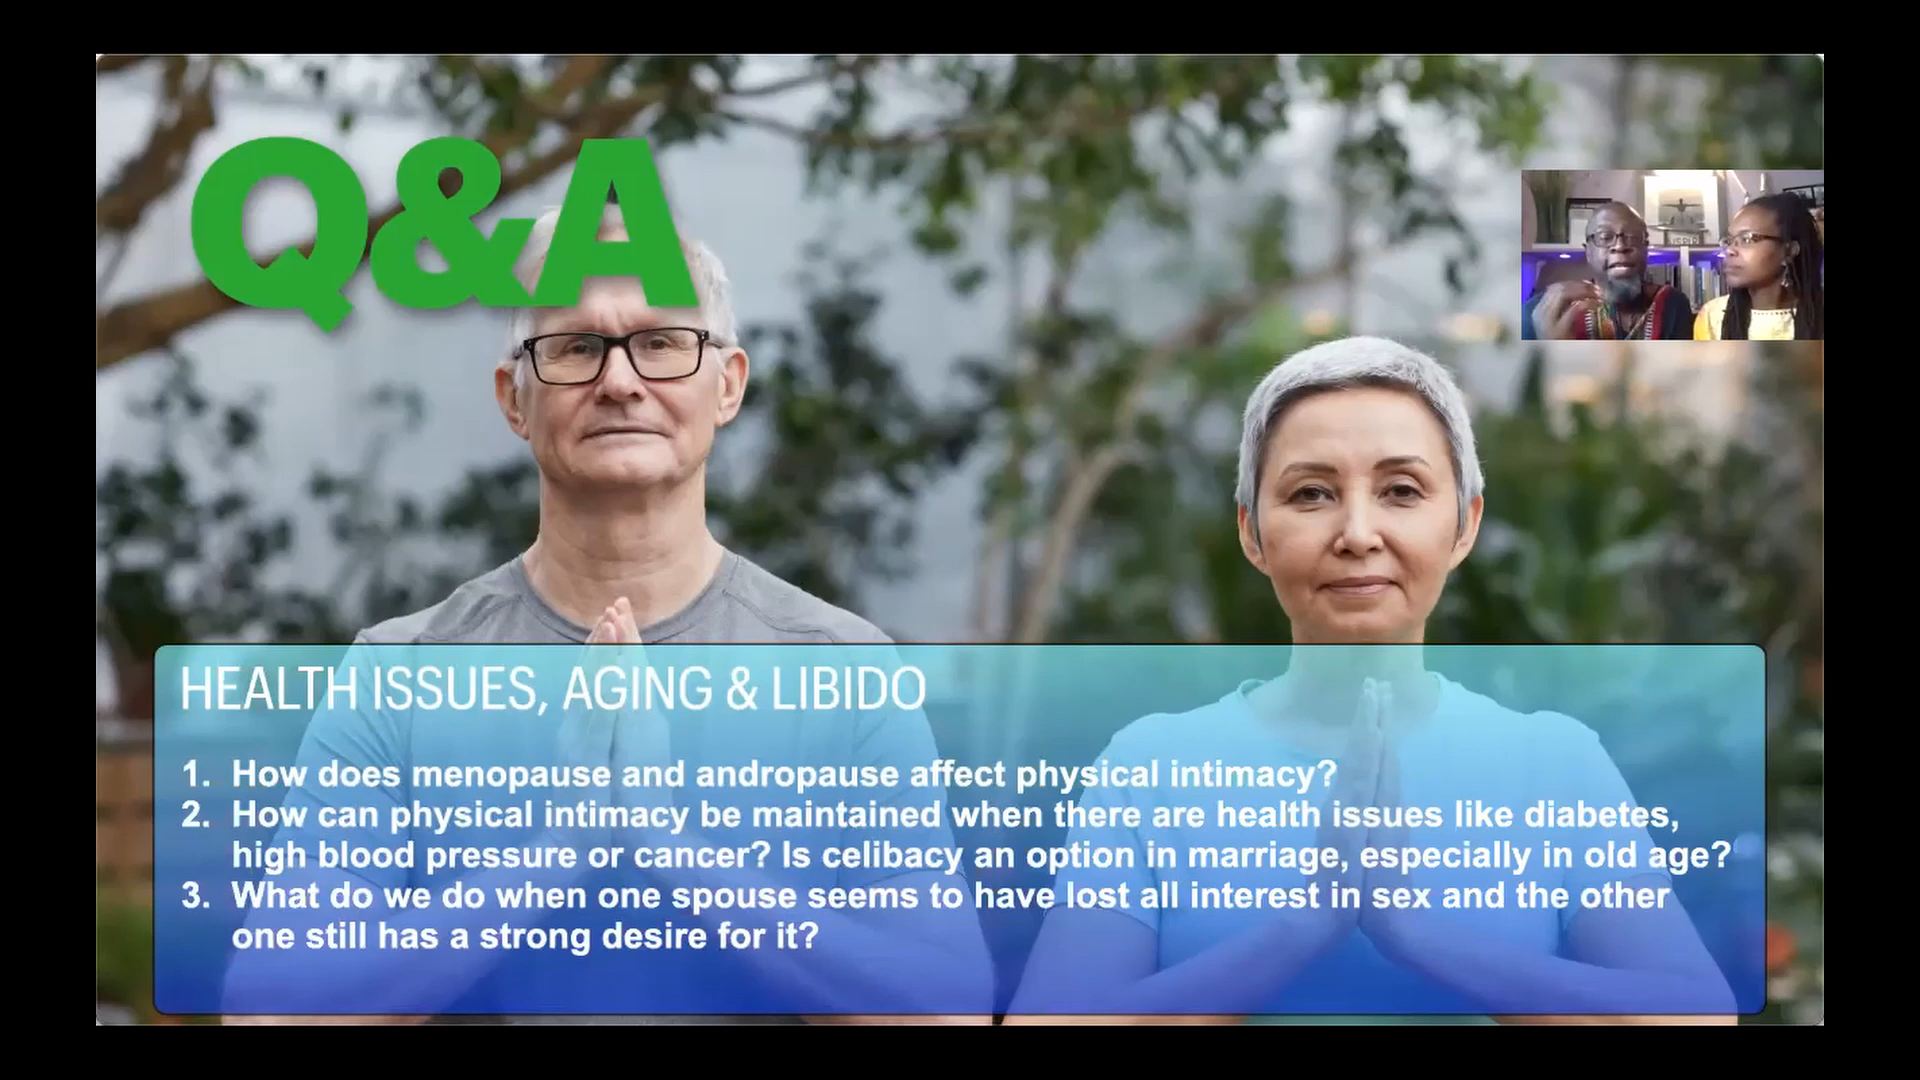 Q&A
HEALTH ISSUES, AGING & LIBIDO
1. How does menopause and andropause affect physical intimacy?
2. How can physical intimacy be maintained when there are health issues like diabetes,
high blood pressure or cancer? Is celibacy an option in marriage, especially in old age?
3. What do we do when one spouse seems to have lost all interest in sex and the other
one still has a strong desire for it?